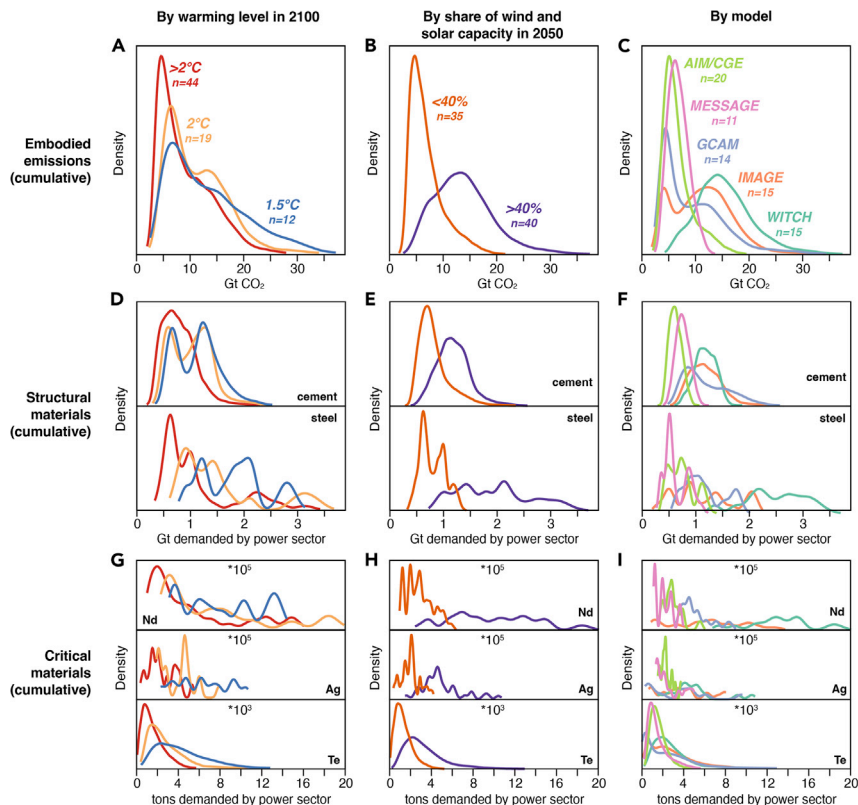 By warming level in 2100
By share of wind and
solar capacity in 2050
By model
A
B
C
>2°C
n=44
2°C
n=19
1.5°C
n=12
<40%
n=35
>40%
n=40
AIM/CGE
n=20
MESSAGE
n=11
GCAM
n=14
IMAGE
n=15
WITCH
n=15
Embodied
emissions
(cumulative)
Density
Density
Density
0 10 20 30
0 10 20 30
0 10 20 30
Gt CO₂
Gt CO₂
Gt CO₂
D
E
F
cement
cement
cement
Structural
materials
(cumulative)
Density
Density
Density
steel
steel
steel
0 1 2 3
0 1 2 3
0 1 2 3
Gt demanded by power sector
Gt demanded by power sector
Gt demanded by power sector
G
H
I
*10⁵
*10⁵
*10⁵
Nd
Nd
Nd
*10⁵
*10⁵
*10⁵
Critical
materials
(cumulative)
Density
Density
Density
Ag
Ag
Ag
*10³
*10³
*10³
Te
Te
Te
0 4 8 12 16 20
0 4 8 12 16 20
0 4 8 12 16 20
tons demanded by power sector
tons demanded by power sector
tons demanded by power sector